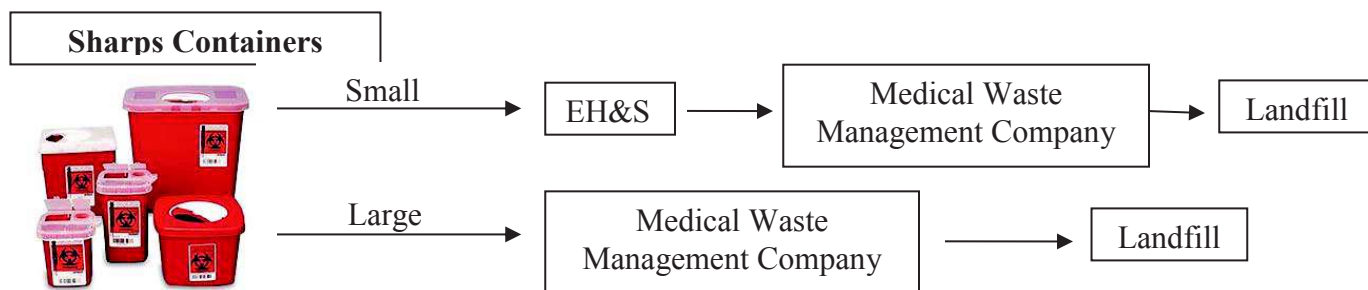 Sharps Containers
Small
EH&S
Medical Waste
Management Company
Landfill
Large
Medical Waste
Management Company
Landfill